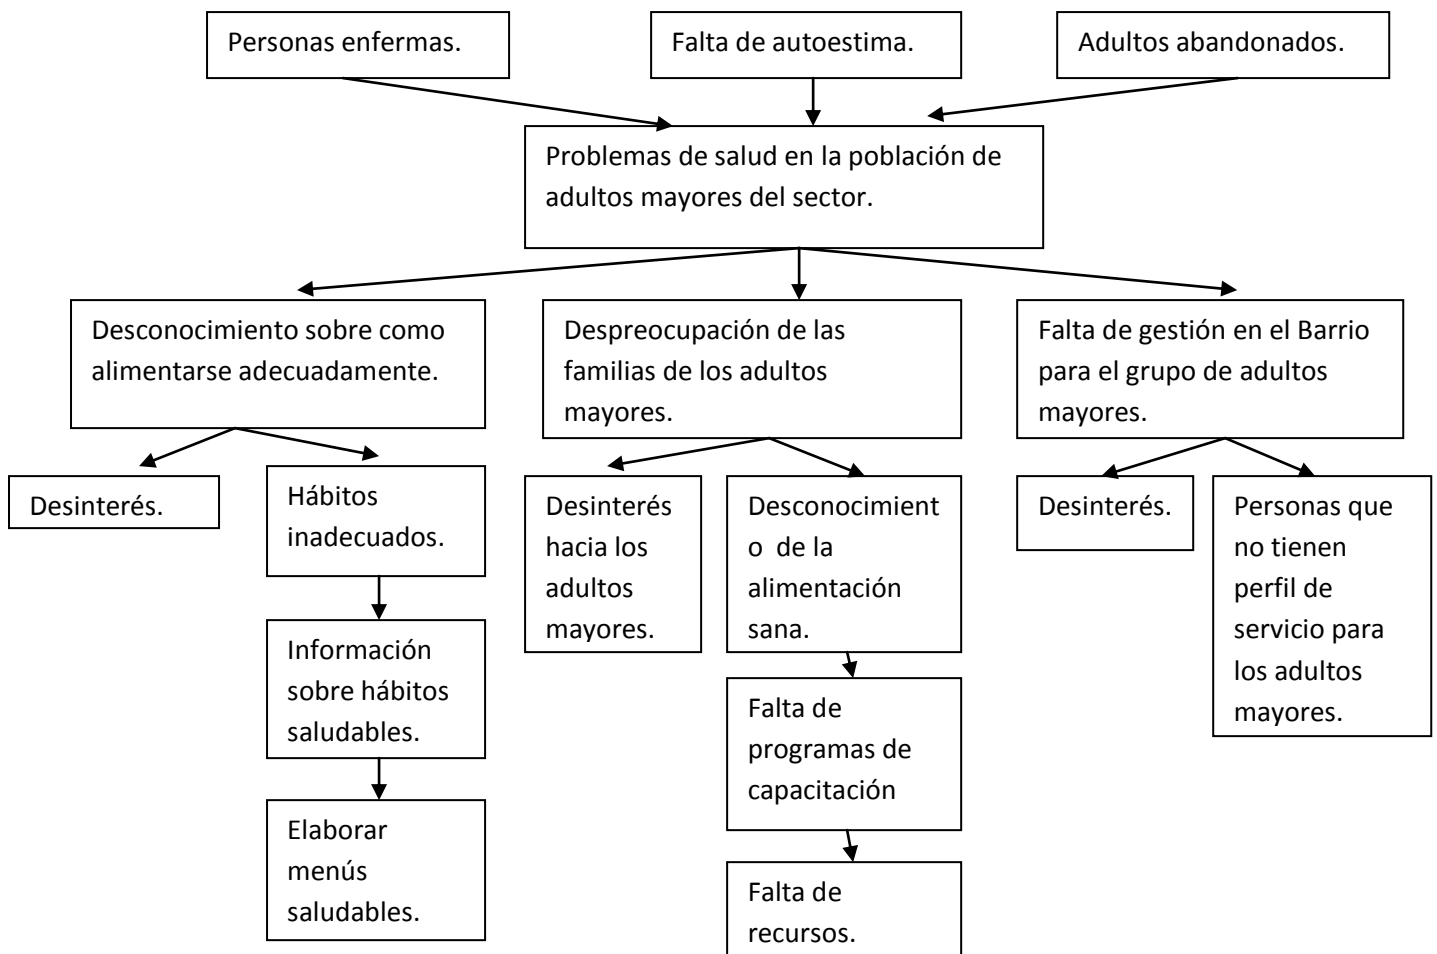 Personas enfermas.
Falta de autoestima.
Adultos abandonados.
Problemas de salud en la población de
adultos mayores del sector.
Desconocimiento sobre como
alimentarse adecuadamente.
Despreocupación de las
familias de los adultos
mayores.
Falta de gestión en el Barrio
para el grupo de adultos
mayores.
Desinterés.
Hábitos
inadecuados.
Desinterés
hacia los
adultos
mayores.
Desconocimient
o  de la
alimentación
sana.
Desinterés.
Personas que
no tienen
perfil de
servicio para
los adultos
mayores.
Información
sobre hábitos
saludables.
Falta de
programas de
capacitación
Elaborar
menús
saludables.
Falta de
recursos.